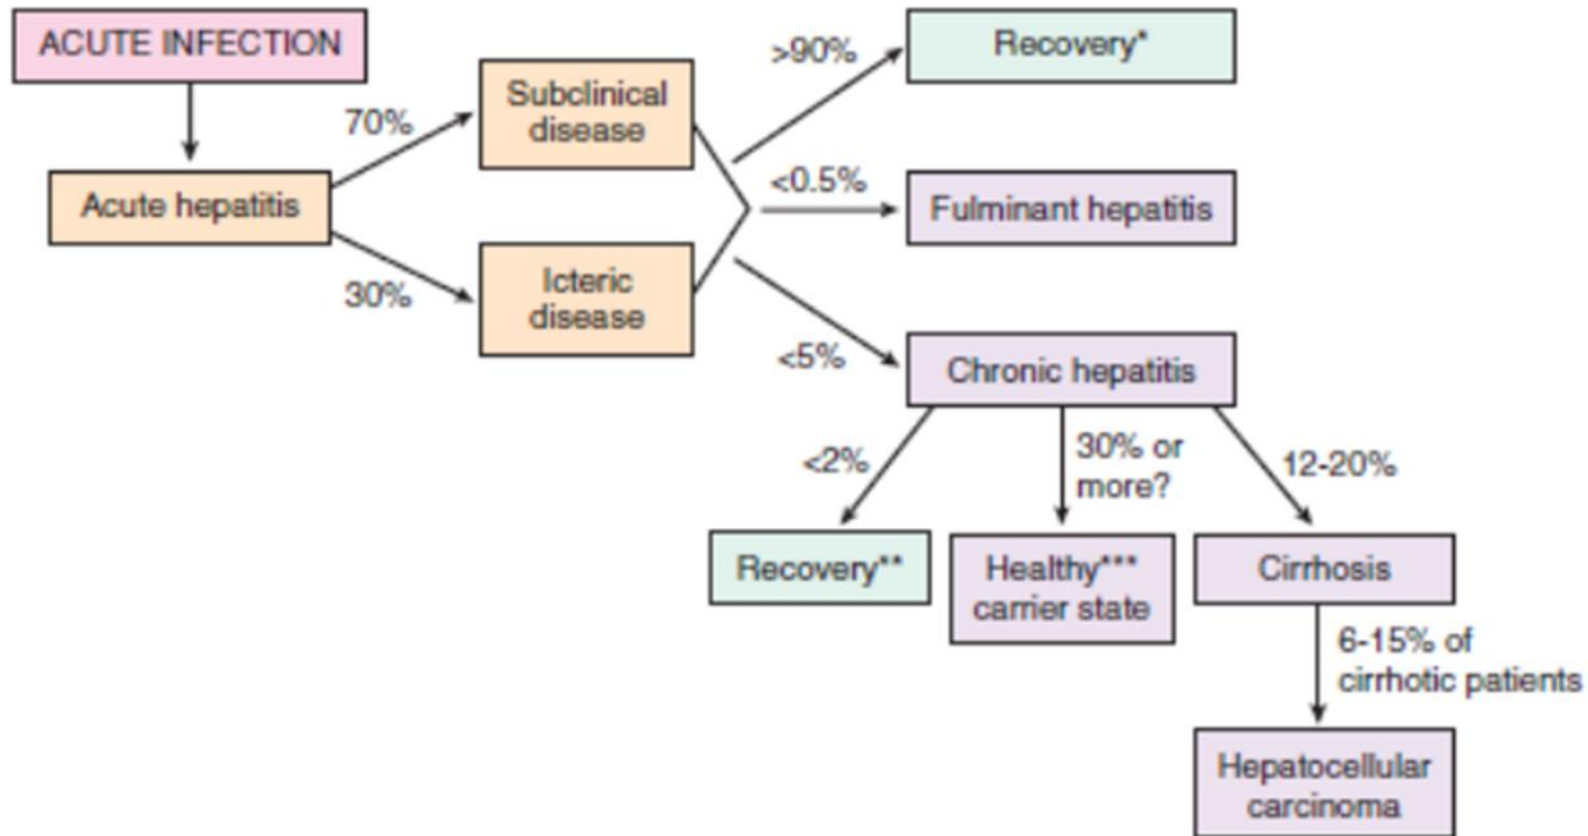 ACUTE INFECTION
Acute hepatitis
70%
30%
Subclinical
disease
Icteric
disease
>90%
<0.5%
<5%
Recovery*
Fulminant hepatitis
Chronic hepatitis
<2%
30% or
more?
12-20%
Recovery**
Healthy***
carrier state
Cirrhosis
6-15% of
cirrhotic patients
Hepatocellular
carcinoma